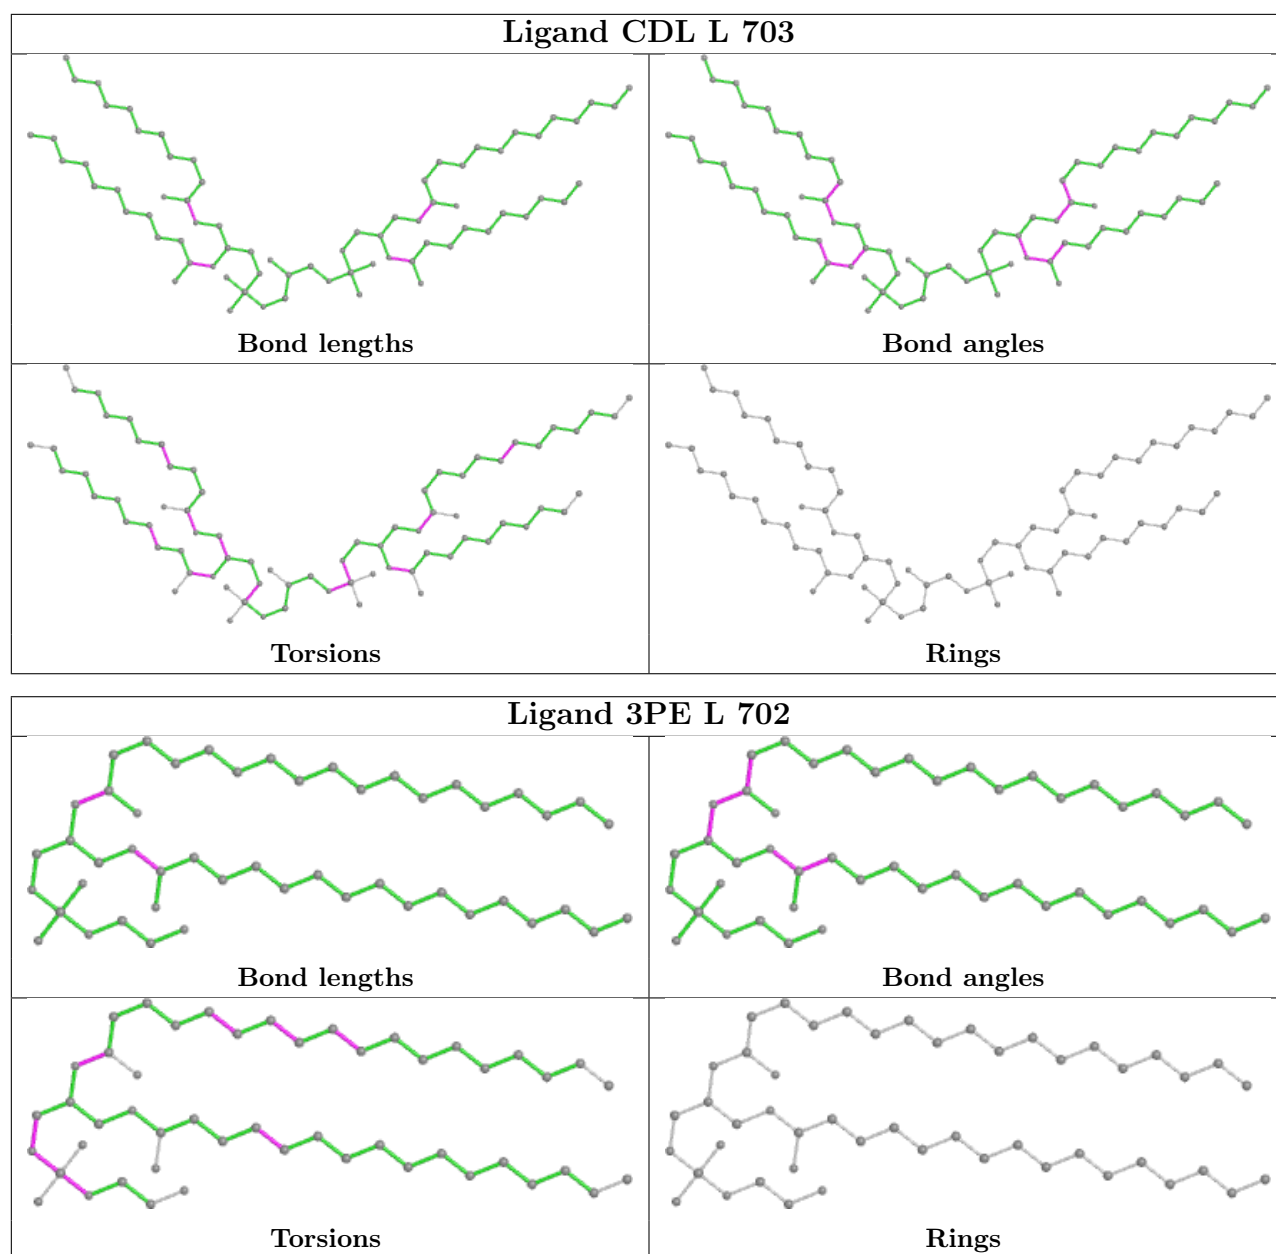 Ligand CDL L 703
Bond lengths
Bond angles
Torsions
Rings
Ligand 3PE L 702
Bond lengths
Bond angles
Torsions
Rings